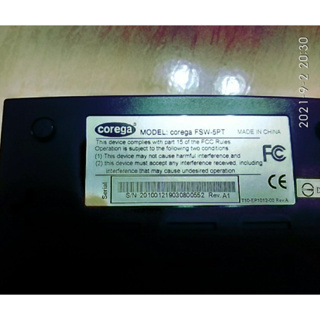 corega
MODEL: corega FSW-5PT
MADE IN CHINA
This device complies with part 15 of the FCC Rules
Operation is subject to the
following two conditions:
(1) This device may not cause harmful interference,and
(2) This device must accept any interference
received, including interference that may
cause undesired operation.
FC
CE
Serial
S/N 201001219030800552 Rev.A1
2021-9-2 20:30